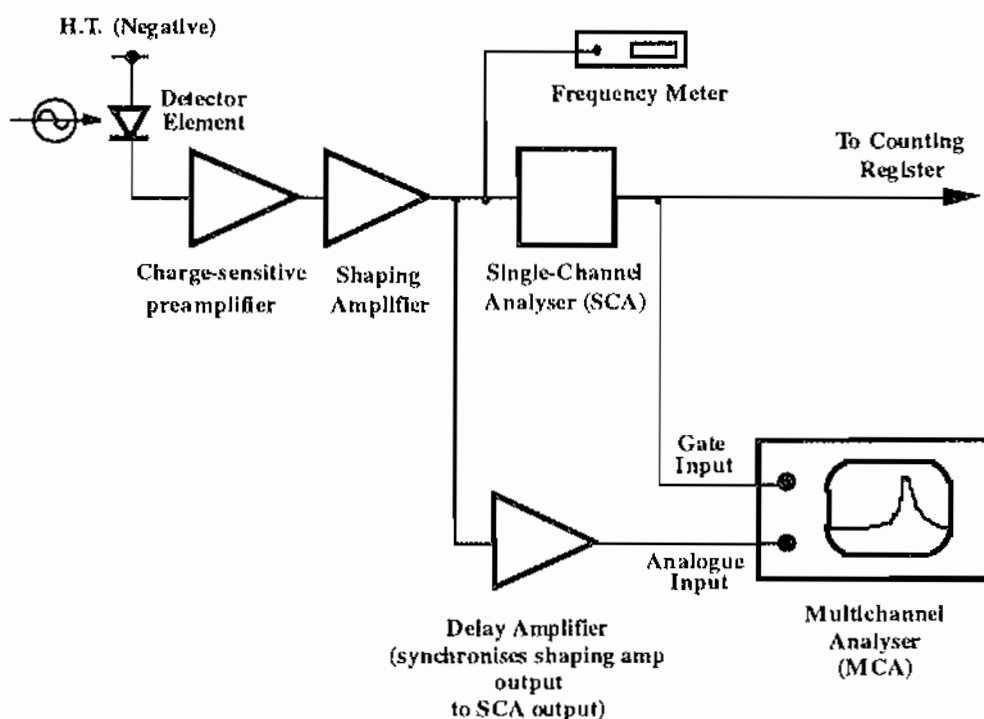 H.T. (Negative)
Detector
Element
Frequency Meter
To Counting
Register
Charge-sensitive
preamplifier
Shaping
Amplifier
Single-Channel
Analyser (SCA)
Gate
Input
Analogue
Input
Delay Amplifier
(synchronises shaping amp
output
to SCA output)
Multichannel
Analyser
(MCA)